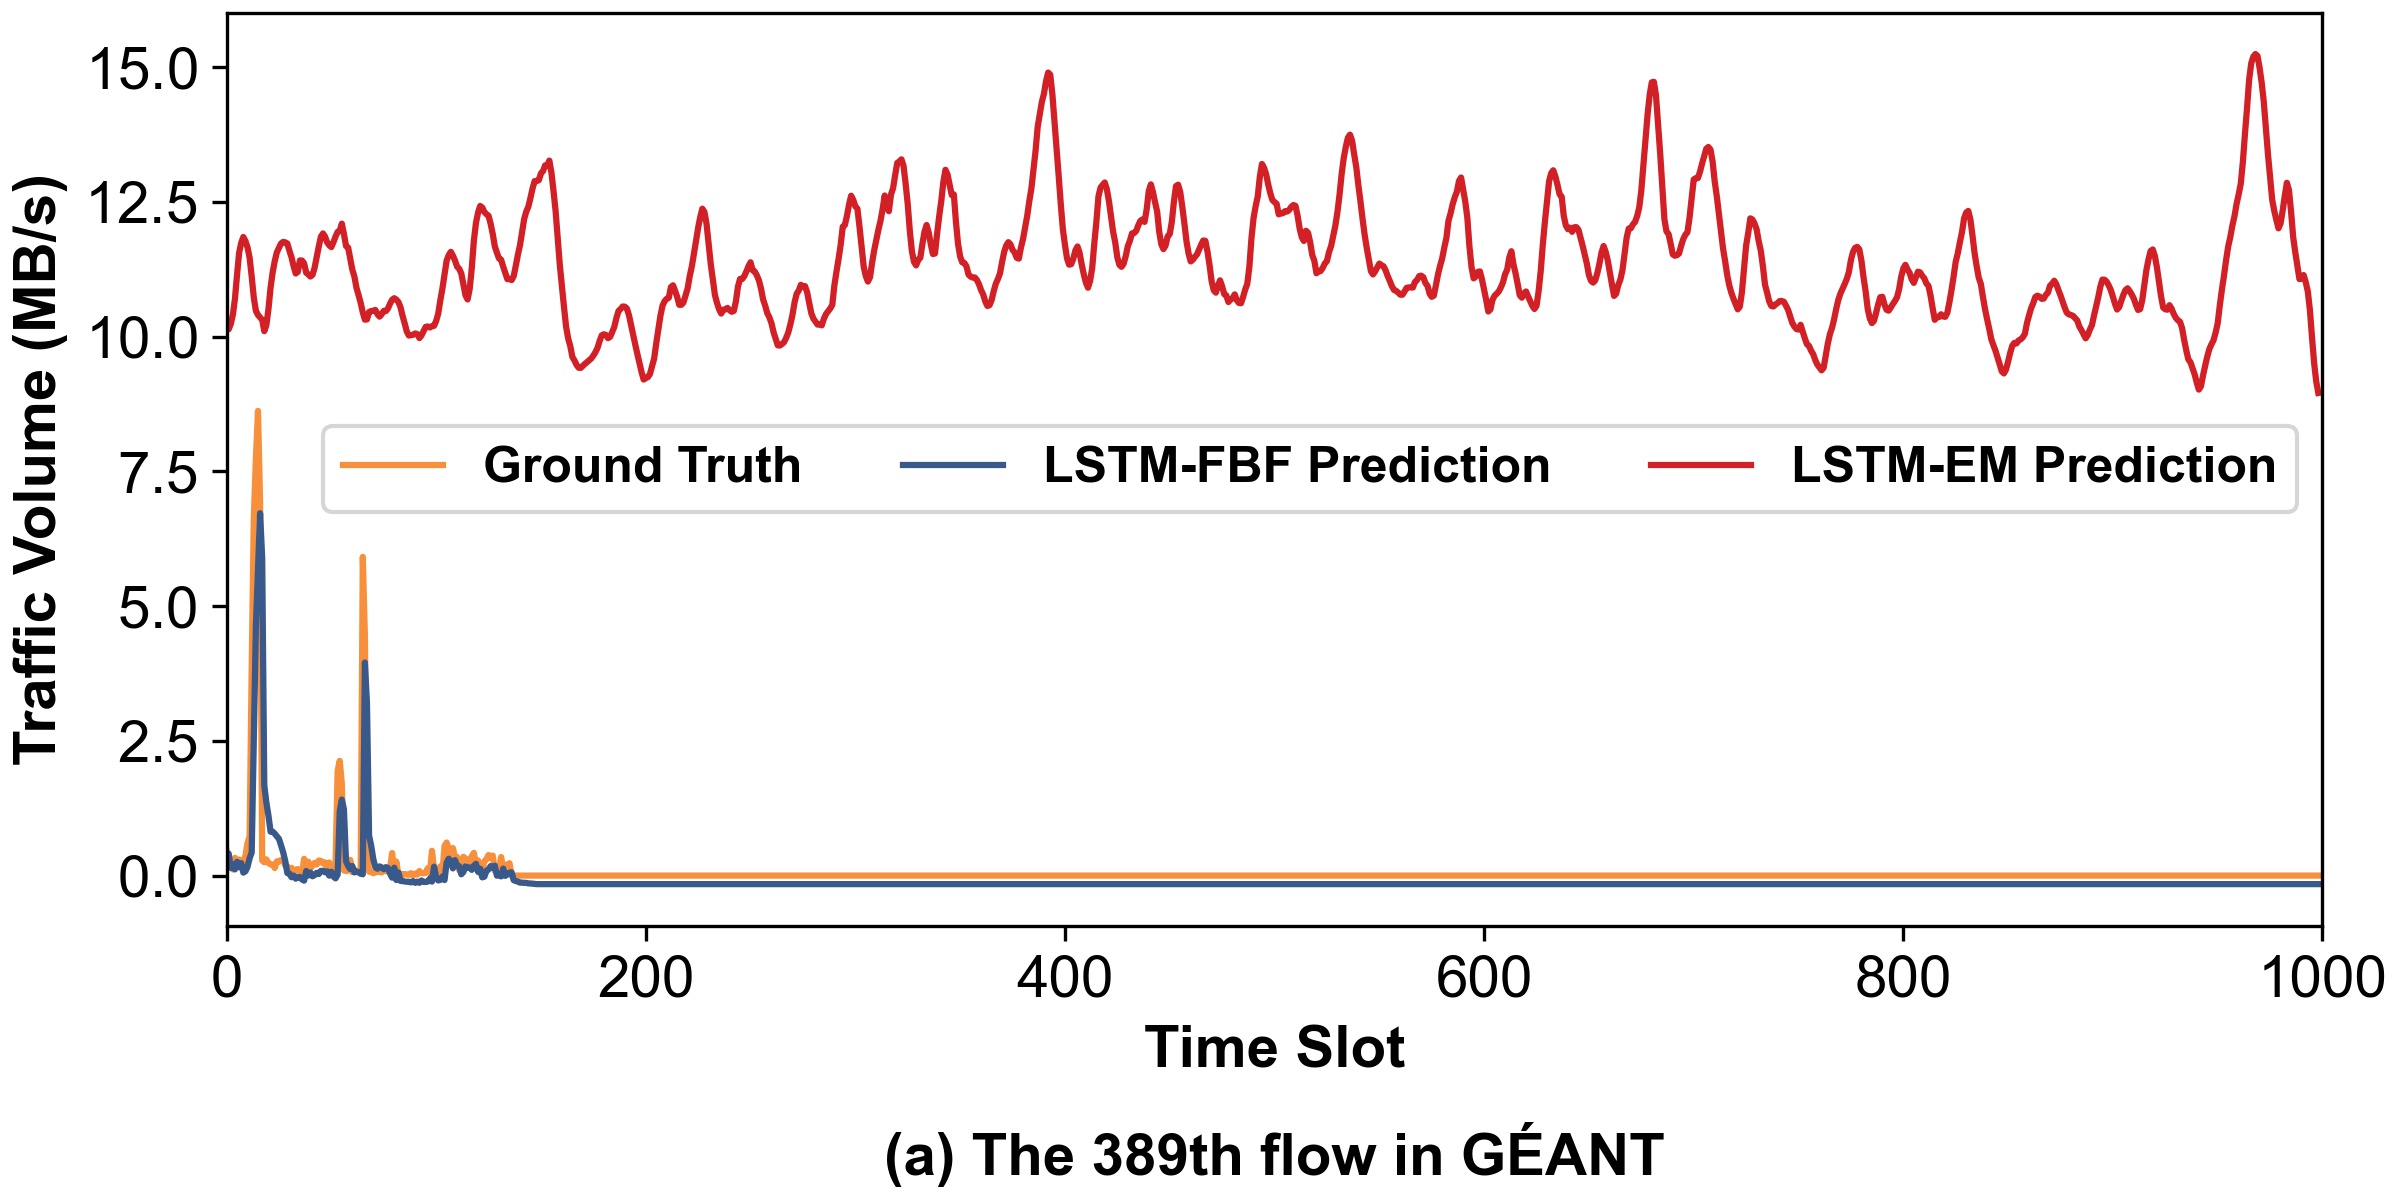 15.0
12.5
10.0
7.5
5.0
2.5
0.0
Traffic Volume (MB/s)
Ground Truth
LSTM-FBF Prediction
LSTM-EM Prediction
0
200
400
600
800
1000
Time Slot
(a) The 389th flow in GÉANT